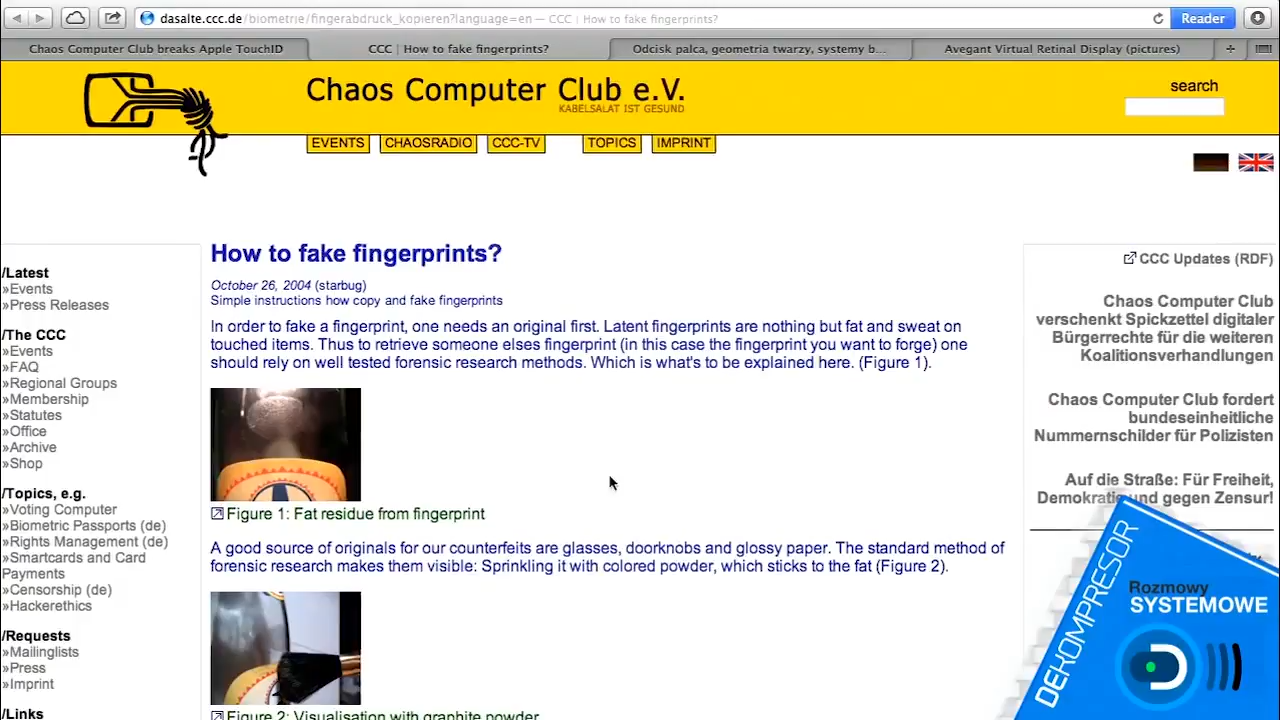 dasalte.ccc.de/biometrie/fingerabdruck_kopieren?language=en — CCC | How to fake fingerprints?
Reader
Chaos Computer Club breaks Apple TouchID
CCC | How to fake fingerprints?
Odcisk palca, geometria twarzy, systemy b...
Avegant Virtual Retinal Display (pictures)
+
Chaos Computer Club e.V.
KABELSALAT IST GESUND
search
EVENTS
CHAOSRADIO
CCC-TV
TOPICS
IMPRINT
/Latest
»Events
»Press Releases
/The CCC
»Events
»FAQ
»Regional Groups
»Membership
»Statutes
»Office
»Archive
»Shop
/Topics, e.g.
»Voting Computer
»Biometric Passports (de)
»Rights Management (de)
»Smartcards and Card
Payments
»Censorship (de)
»Hackerethics
/Requests
»Mailinglists
»Press
»Imprint
/Links
How to fake fingerprints?
October 26, 2004 (starbug)
Simple instructions how copy and fake fingerprints
In order to fake a fingerprint, one needs an original first. Latent fingerprints are nothing but fat and sweat on
touched items. Thus to retrieve someone elses fingerprint (in this case the fingerprint you want to forge) one
should rely on well tested forensic research methods. Which is what's to be explained here. (Figure 1).
Figure 1: Fat residue from fingerprint
A good source of originals for our counterfeits are glasses, doorknobs and glossy paper. The standard method of
forensic research makes them visible: Sprinkling it with colored powder, which sticks to the fat (Figure 2).
Figure 2: Visualisation with graphite powder
CCC Updates (RDF)
Chaos Computer Club
verschenkt Spickzettel digitaler
Bürgerrechte für die weiteren
Koalitionsverhandlungen
Chaos Computer Club fordert
bundeseinheitliche
Nummernschilder für Polizisten
Auf die Straße: Für Freiheit,
Demokratie und gegen Zensur!
DEKOMPRESOR
Rozmowy
SYSTEMOWE